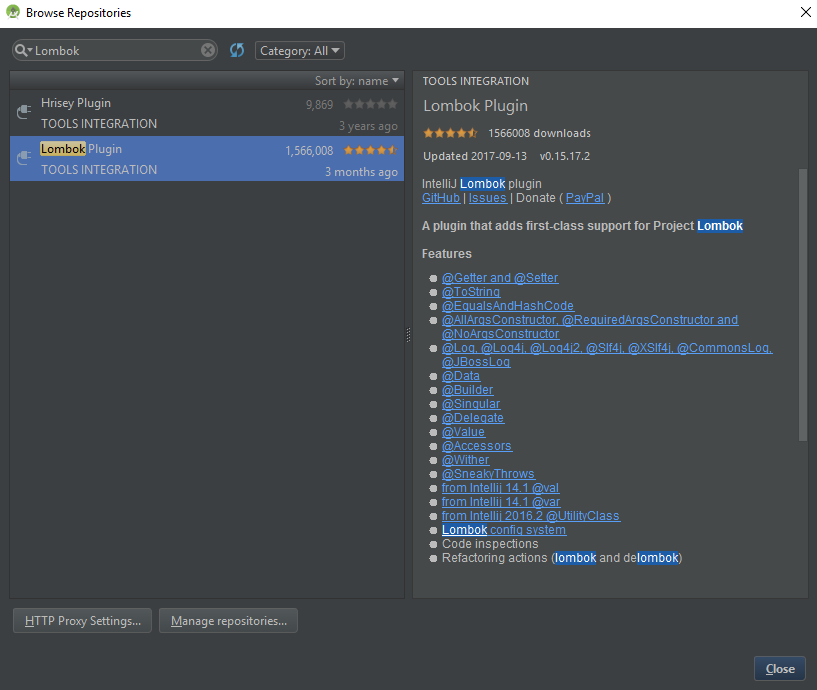 Browse Repositories
Lombok
Category: All
Sort by: name
Hrisey Plugin 9,869
TOOLS INTEGRATION 3 years ago
Lombok Plugin 1,566,008
TOOLS INTEGRATION 3 months ago
TOOLS INTEGRATION
Lombok Plugin
1566008 downloads
Updated 2017-09-13 v0.15.17.2
IntelliJ Lombok plugin
GitHub | Issues | Donate ( PayPal )
A plugin that adds first-class support for Project Lombok
Features
@Getter and @Setter
@ToString
@EqualsAndHashCode
@AllArgsConstructor, @RequiredArgsConstructor and
@NoArgsConstructor
@Log, @Log4j, @Log4j2, @Slf4j, @XSlf4j, @CommonsLog,
@JBossLog
@Data
@Builder
@Singular
@Delegate
@Value
@Accessors
@Wither
@SneakyThrows
from Intellij 14.1 @val
from Intellij 14.1 @var
from Intellij 2016.2 @UtilityClass
Lombok config system
Code inspections
Refactoring actions (lombok and delombok)
HTTP Proxy Settings...
Manage repositories...
Close